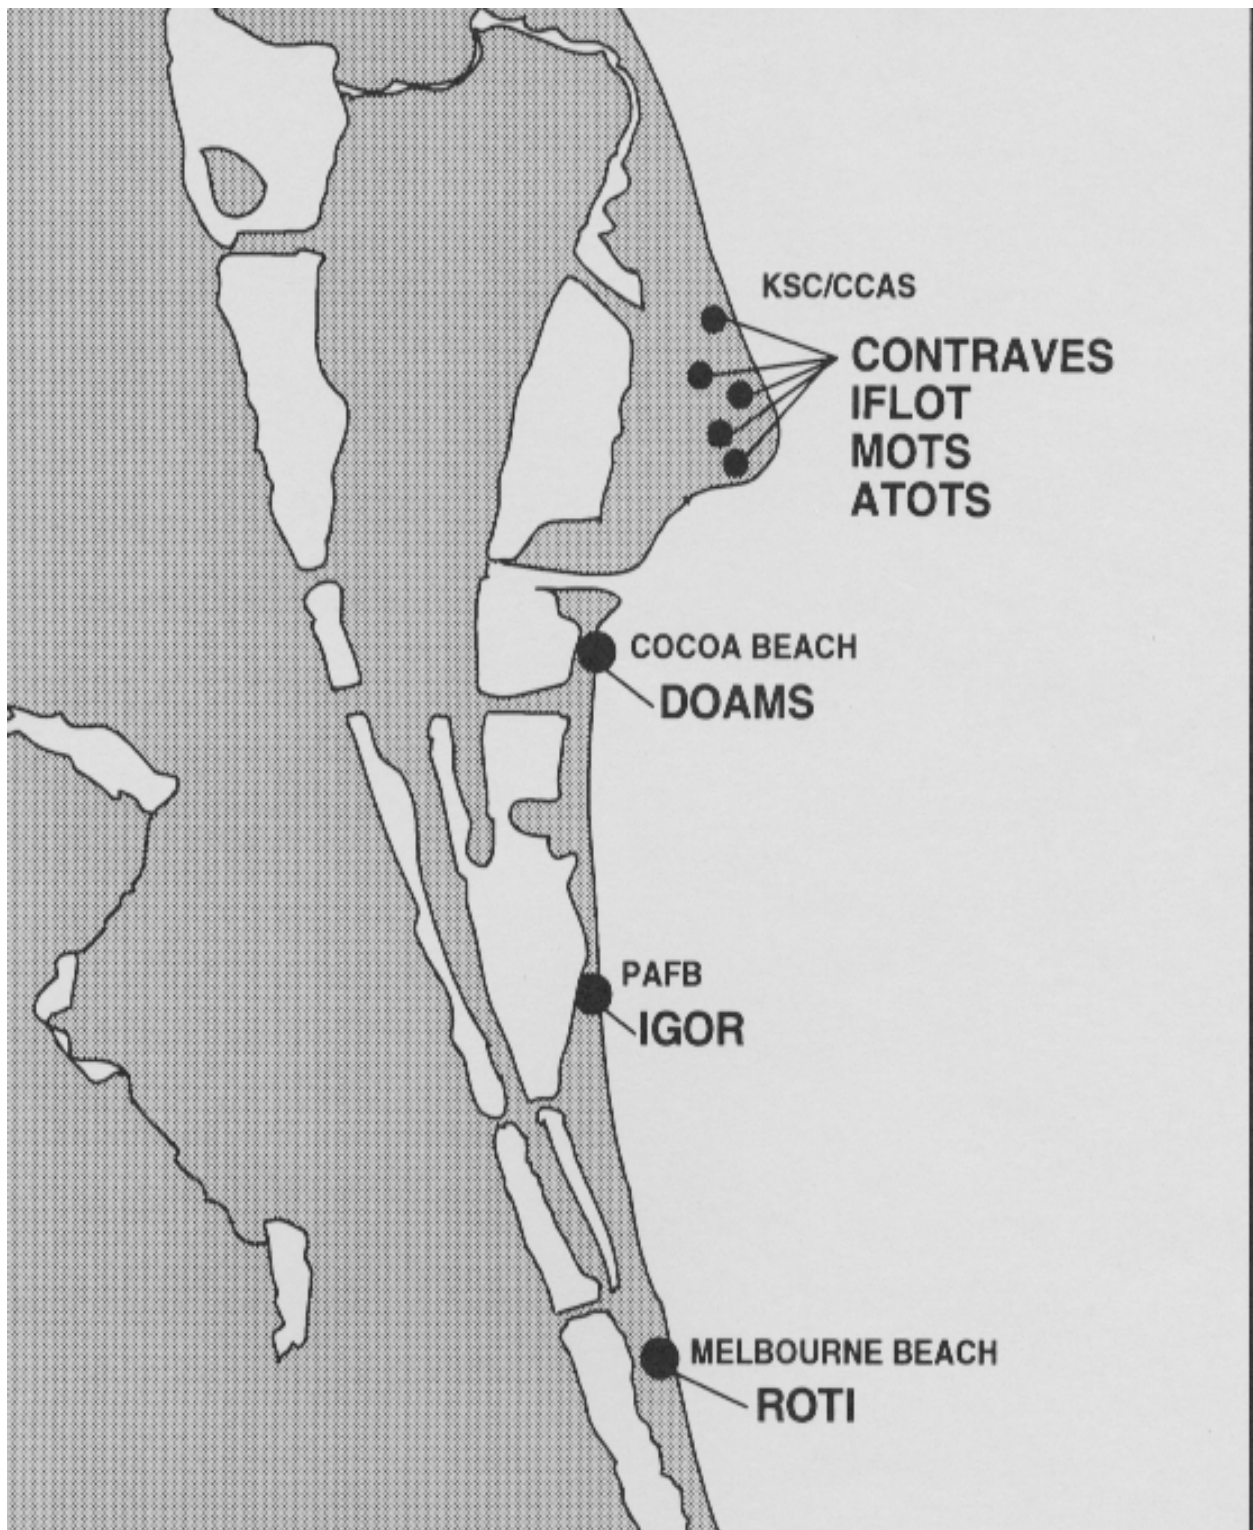 KSC/CCAS
CONTRAVES
IFLOT
MOTS
ATOTS
COCOA BEACH
DOAMS
PAFB
IGOR
MELBOURNE BEACH
ROTI